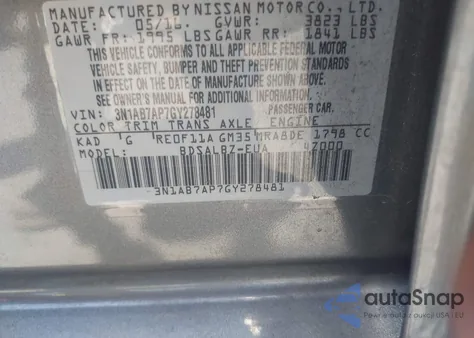 MANUFACTURED BY NISSAN MOTOR CO., LTD.
DATE: 05/16 GVWR: 3823 LBS
GAWR FR: 1995 LBS GAWR RR: 1841 LBS
THIS VEHICLE CONFORMS TO ALL APPLICABLE FEDERAL MOTOR
VEHICLE SAFETY, BUMPER AND THEFT PREVENTION STANDARDS
IN EFFECT ON THE DATE OF MANUFACTURE SHOWN ABOVE.
SEE OWNER'S MANUAL FOR ADDITIONAL INFORMATION.
VIN: 3N1AB7AP7GY278481 PASSENGER CAR.
COLOR TRIM TRANS AXLE ENGINE
KAD G RE0F11A GM35 MRA8DE 1798 CC
MODEL: BDSALBZ-EUA 4Z000
3N1AB7AP7GY278481
autoSnap